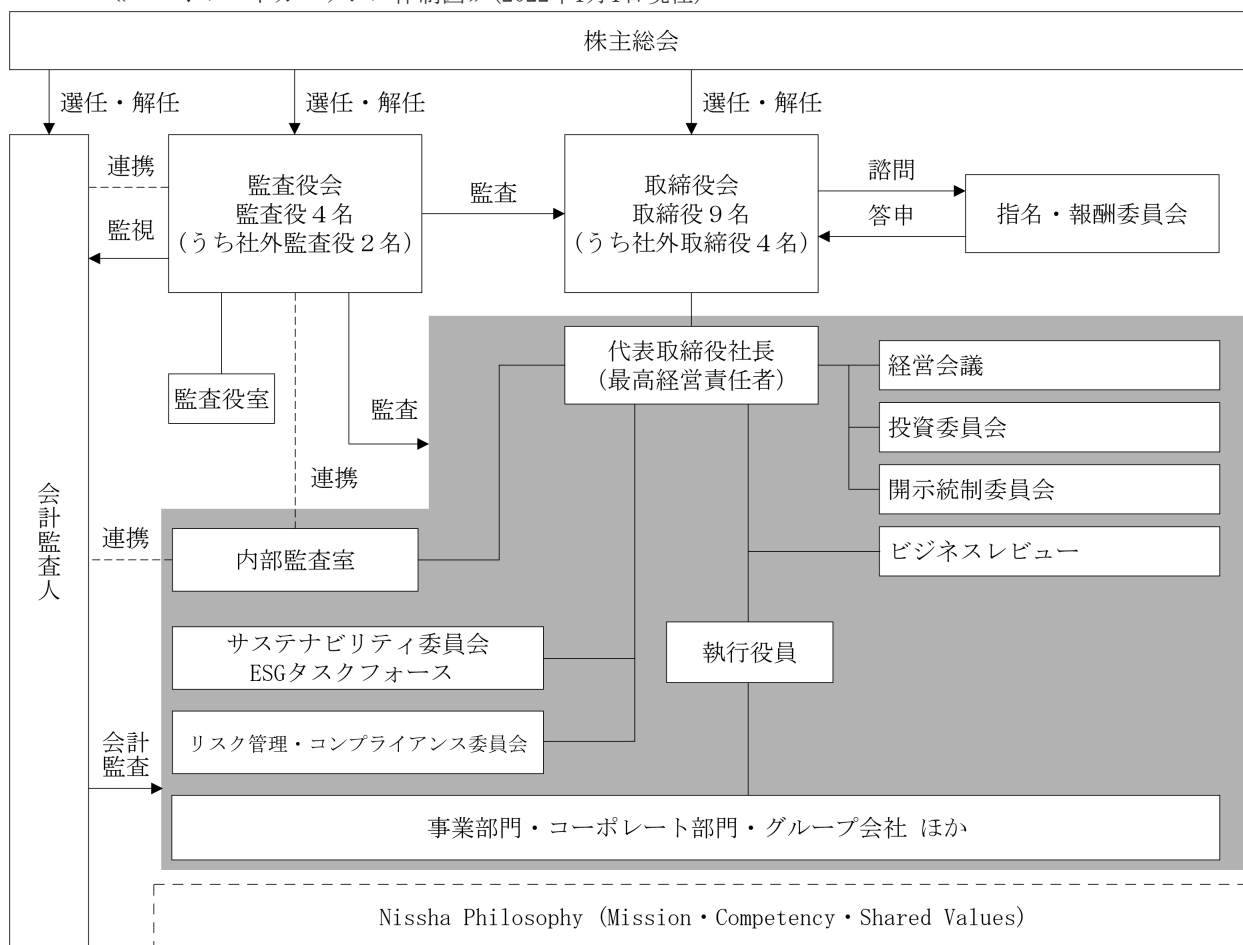 株主総会
選任・解任
選任・解任
選任・解任
連携
監視
監査役会
監査役４名
(うち社外監査役２名)
監査
取締役会
取締役９名
(うち社外取締役４名)
諮問
答申
指名・報酬委員会
代表取締役社長
(最高経営責任者)
経営会議
監査役室
監査
投資委員会
連携
開示統制委員会
会計監査人
連携
内部監査室
ビジネスレビュー
サステナビリティ委員会
ESGタスクフォース
執行役員
リスク管理・コンプライアンス委員会
会計
監査
事業部門・コーポレート部門・グループ会社 ほか
Nissha Philosophy (Mission・Competency・Shared Values)